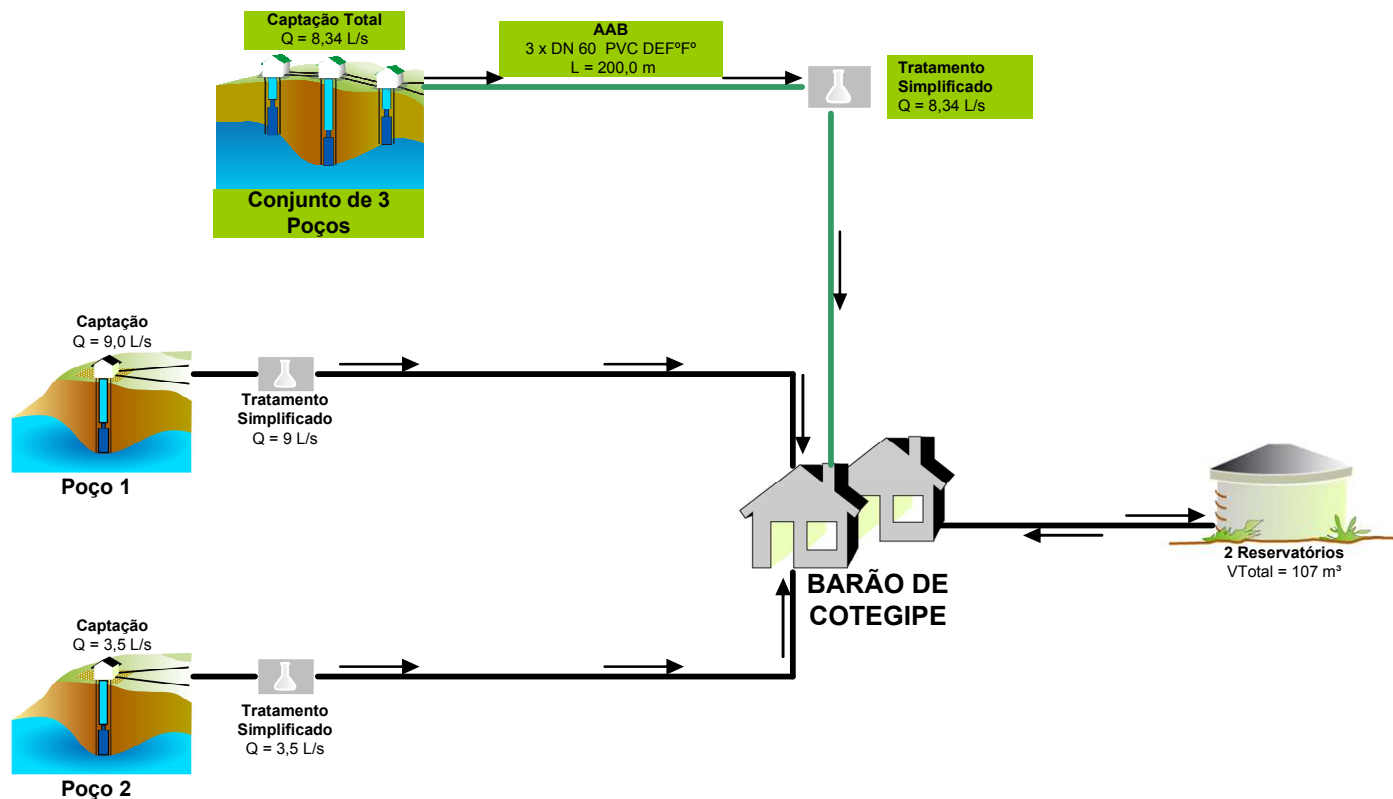 Captação Total
Q = 8,34 L/s
AAB
3 x DN 60 PVC DEFºFº
L = 200,0 m
Tratamento
Simplificado
Q = 8,34 L/s
Conjunto de 3
Poços
Captação
Q = 9,0 L/s
Tratamento
Simplificado
Q = 9 L/s
Poço 1
BARÃO DE
COTEGIPE
2 Reservatórios
VTotal = 107 m³
Captação
Q = 3,5 L/s
Tratamento
Simplificado
Q = 3,5 L/s
Poço 2